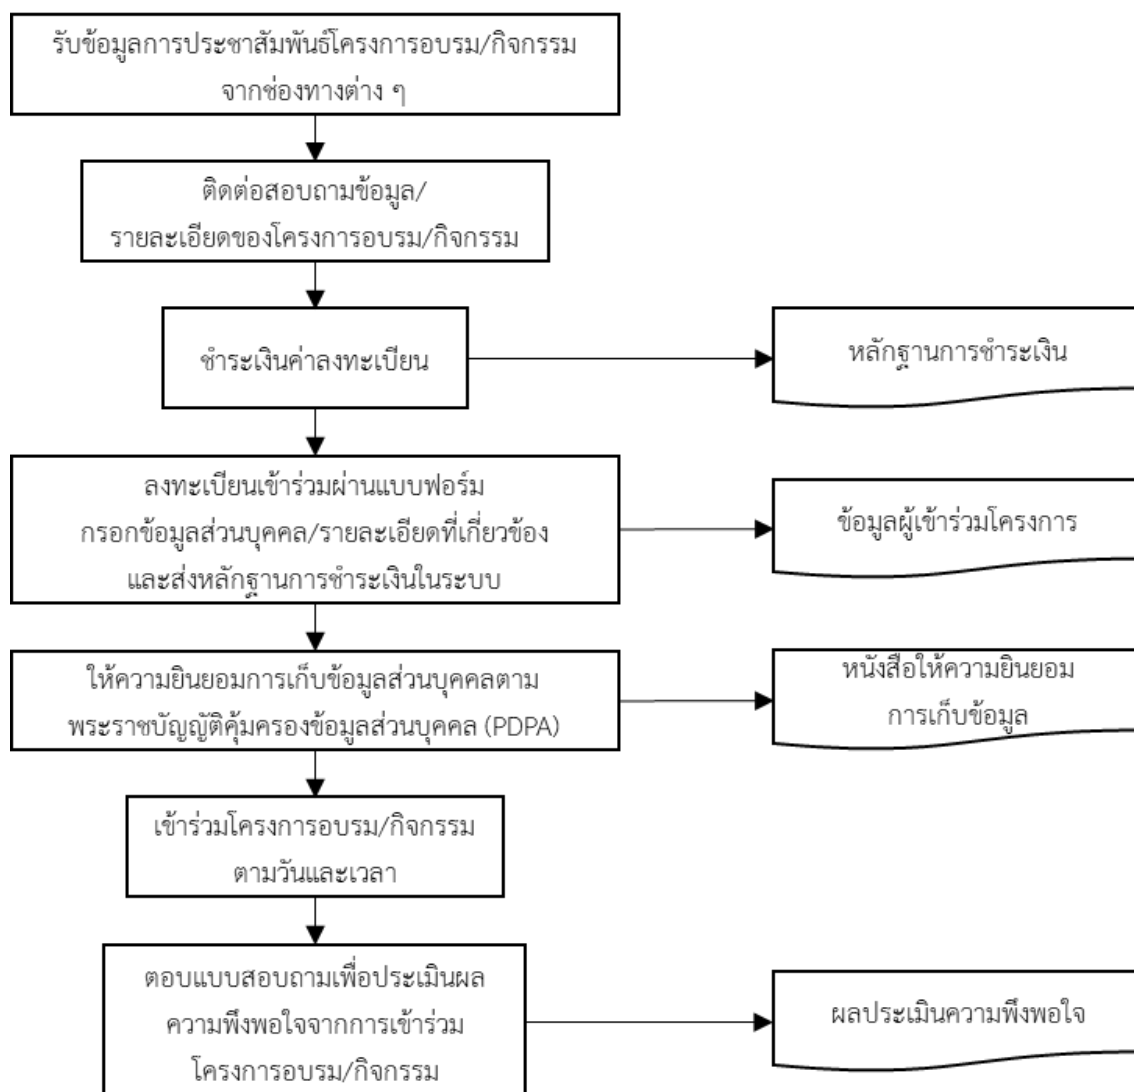 รับข้อมูลการประชาสัมพันธ์โครงการอบรม/กิจกรรม
จากช่องทางต่าง ๆ
ติดต่อสอบถามข้อมูล/
รายละเอียดของโครงการอบรม/กิจกรรม
ชำระเงินค่าลงทะเบียน
หลักฐานการชำระเงิน
ลงทะเบียนเข้าร่วมผ่านแบบฟอร์ม
กรอกข้อมูลส่วนบุคคล/รายละเอียดที่เกี่ยวข้อง
และส่งหลักฐานการชำระเงินในระบบ
ข้อมูลผู้เข้าร่วมโครงการ
ให้ความยินยอมการเก็บข้อมูลส่วนบุคคลตาม
พระราชบัญญัติคุ้มครองข้อมูลส่วนบุคคล (PDPA)
หนังสือให้ความยินยอม
การเก็บข้อมูล
เข้าร่วมโครงการอบรม/กิจกรรม
ตามวันและเวลา
ตอบแบบสอบถามเพื่อประเมินผล
ความพึงพอใจจากการเข้าร่วม
โครงการอบรม/กิจกรรม
ผลประเมินความพึงพอใจ